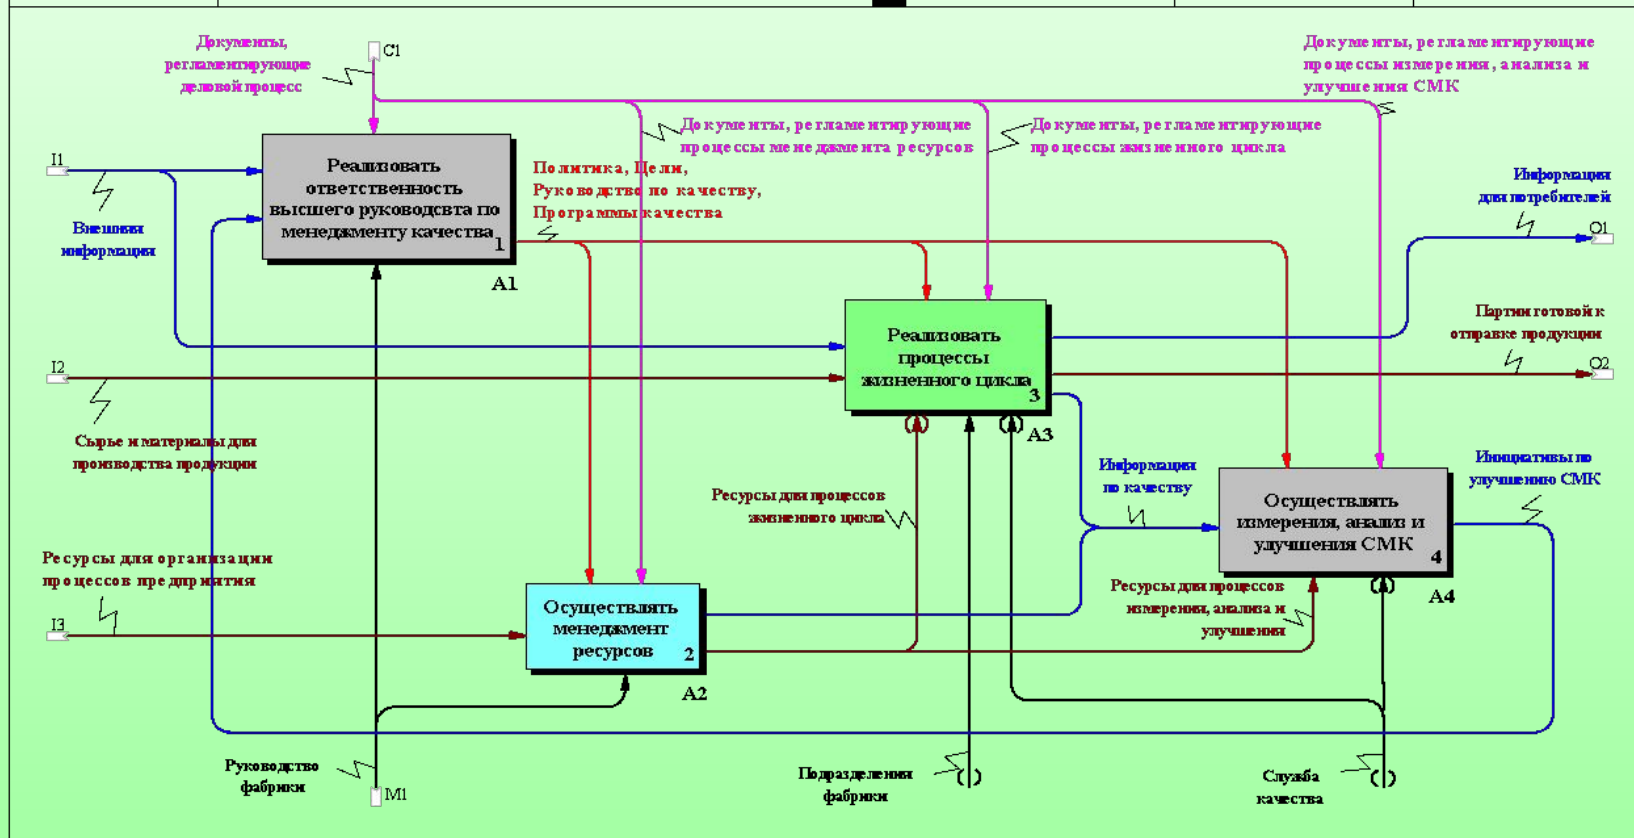 Документы,
регламентирующие
деловой процесс
C1
Документы, регламентирующие
процессы измерения, анализа и
улучшения СМК
Документы, регламентирующие
процессы менеджмента ресурсов
Документы, регламентирующие
процессы жизненного цикла
I1
Реализовать
ответственность
высшего руководсвта по
менеджменту качества
1
A1
Политика, Цели,
Руководство по качеству,
Программы качества
Информация
для потребителей
O1
Внешняя
информация
Партии готовой к
отправке продукции
O2
Реализовать
процессы
жизненного цикла
3
A3
I2
Сырье и материалы для
производства продукции
Информация
по качеству
Инициативы по
улучшению СМК
Ресурсы для процессов
жизненного цикла
Осуществлять
измерения, анализ и
улучшения СМК
4
A4
Ресурсы для организации
процессов предприятия
I3
Осуществлять
менеджмент
ресурсов
2
A2
Ресурсы для процессов
измерения, анализа и
улучшения
Руководство
фабрики
M1
Подразделения
фабрики
Служба
качества